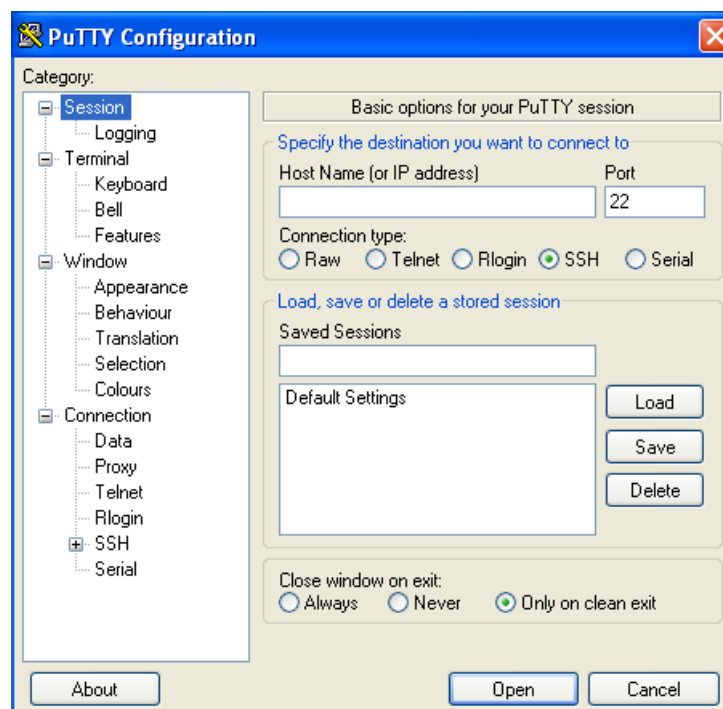 PuTTY Configuration
Category:
Session
Logging
Terminal
Keyboard
Bell
Features
Window
Appearance
Behaviour
Translation
Selection
Colours
Connection
Data
Proxy
Telnet
Rlogin
SSH
Serial
Basic options for your PuTTY session
Specify the destination you want to connect to
Host Name (or IP address) Port
22
Connection type:
Raw Telnet Rlogin SSH Serial
Load, save or delete a stored session
Saved Sessions
Default Settings
Load
Save
Delete
Close window on exit:
Always Never Only on clean exit
About Open Cancel